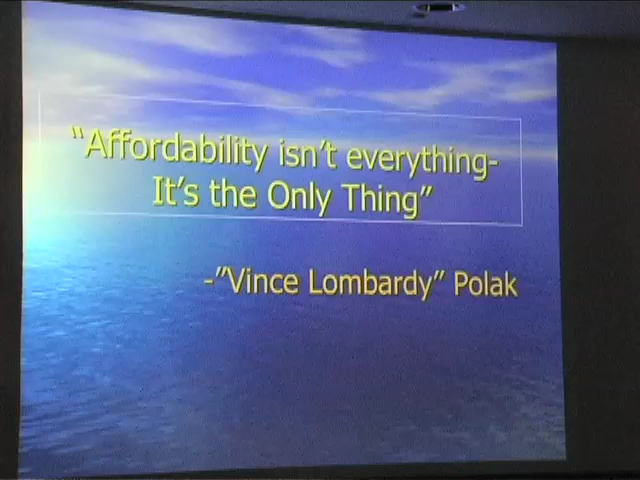 “Affordability isn’t everything-
It’s the Only Thing”
-”Vince Lombardy” Polak